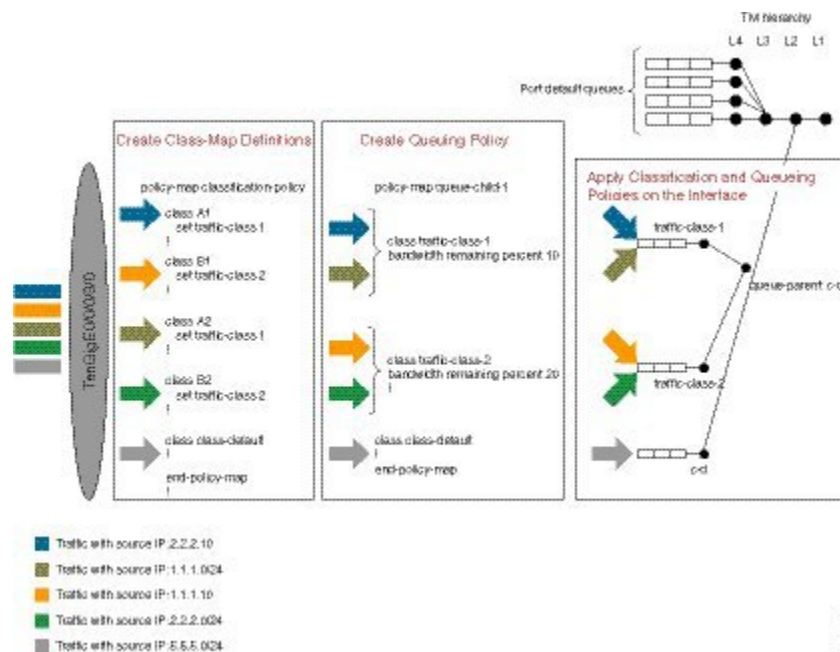 TM hierarchy
L4 L3 L2 L1
Port default queues
Create Class-Map Definitions
policy-map classification-policy
class A1
set traffic-class 1
!
class B1
set traffic-class-2
!
class A2
set traffic-class 1
!
class B2
set traffic-class-2
!
class class-default
!
end-policy-map
!
Create Queuing Policy
policy-map queue-child-1
class traffic-class-1
bandwidth remaining percent 10
class traffic-class-2
bandwidth remaining percent 20
!
class class-default
!
end-policy-map
Apply Classification and Queueing
Policies on the Interface
traffic-class-1
queue-parent c-d
traffic-class-2
c-d
TenGigE0/0/0/3/0
Traffic with source IP:2.2.2.10
Traffic with source IP:1.1.1.0/24
Traffic with source IP:1.1.1.10
Traffic with source IP:2.2.2.0/24
Traffic with source IP:5.5.5.0/24